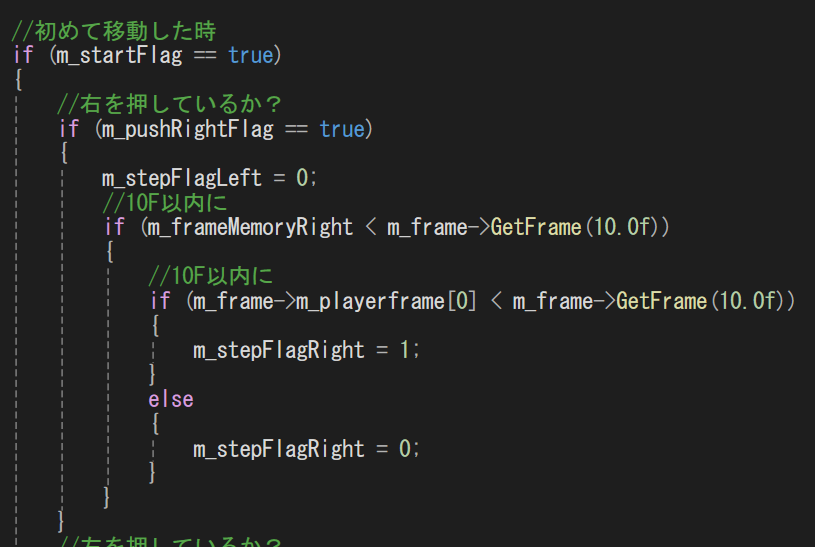 //初めて移動した時
if (m_startFlag == true)
{
//右を押しているか？
if (m_pushRightFlag == true)
{
m_stepFlagLeft = 0;
//10F以内に
if (m_frameMemoryRight < m_frame->GetFrame(10.0f))
{
//10F以内に
if (m_frame->m_playerframe[0] < m_frame->GetFrame(10.0f))
{
m_stepFlagRight = 1;
}
else
{
m_stepFlagRight = 0;
}
}
}
//左を押しているか？